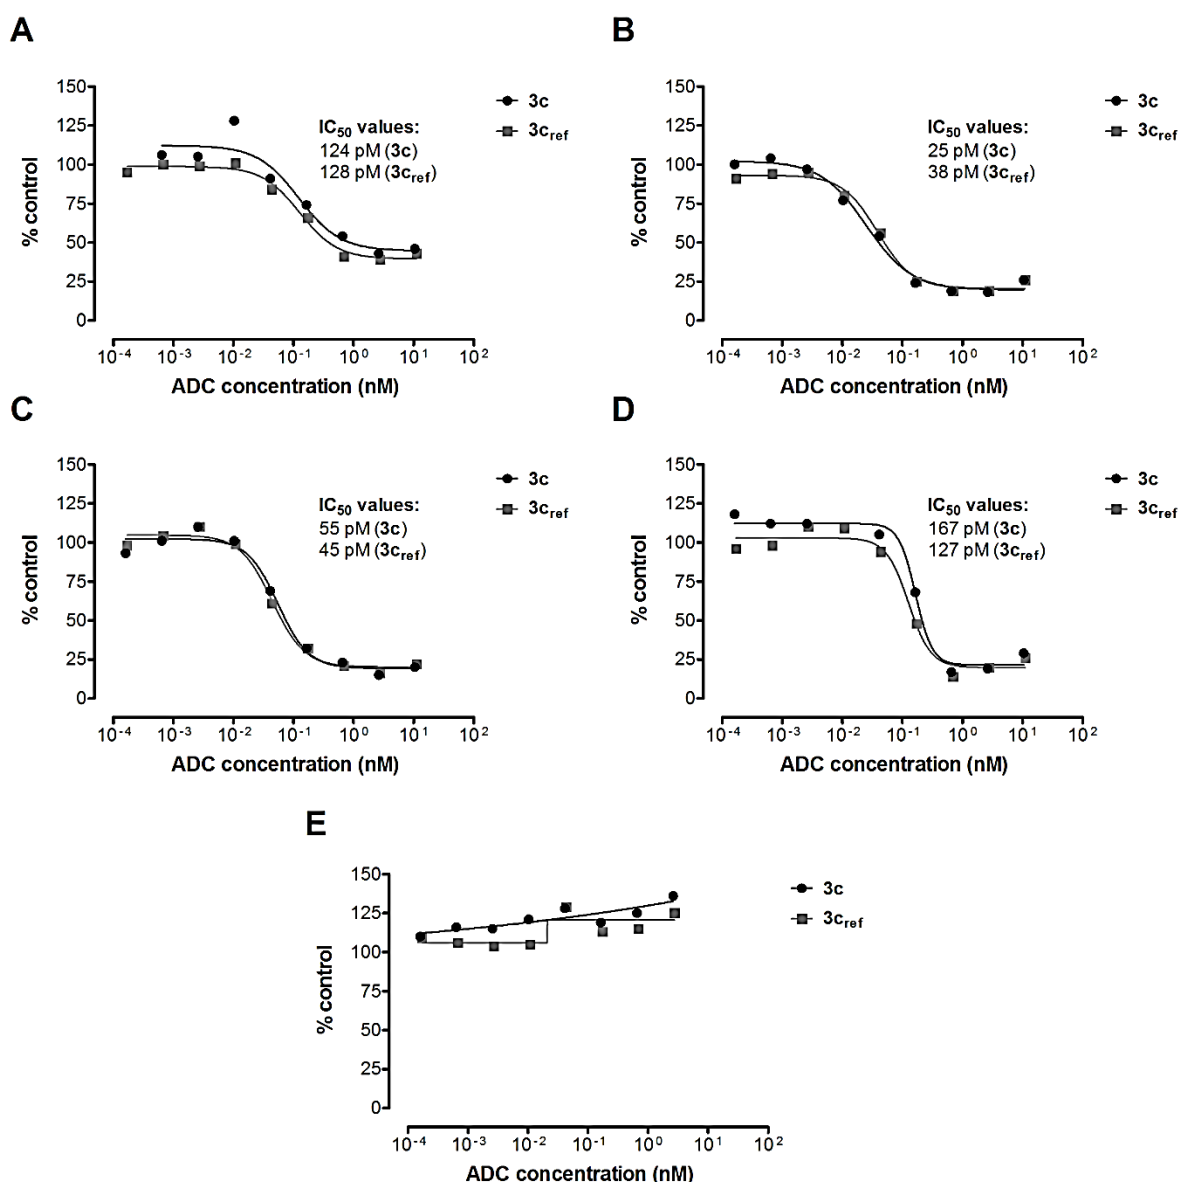 A
150
125
100
75
50
25
0
% control
IC50 values:
124 pM (3c)
128 pM (3cref)
3c
3cref
10-4 10-3 10-2 10-1 100 101 102
ADC concentration (nM)
B
150
125
100
75
50
25
0
% control
IC50 values:
25 pM (3c)
38 pM (3cref)
3c
3cref
10-4 10-3 10-2 10-1 100 101 102
ADC concentration (nM)
C
150
125
100
75
50
25
0
% control
IC50 values:
55 pM (3c)
45 pM (3cref)
3c
3cref
10-4 10-3 10-2 10-1 100 101 102
ADC concentration (nM)
D
150
125
100
75
50
25
0
% control
IC50 values:
167 pM (3c)
127 pM (3cref)
3c
3cref
10-4 10-3 10-2 10-1 100 101 102
ADC concentration (nM)
E
150
125
100
75
50
25
0
% control
3c
3cref
10-4 10-3 10-2 10-1 100 101 102
ADC concentration (nM)